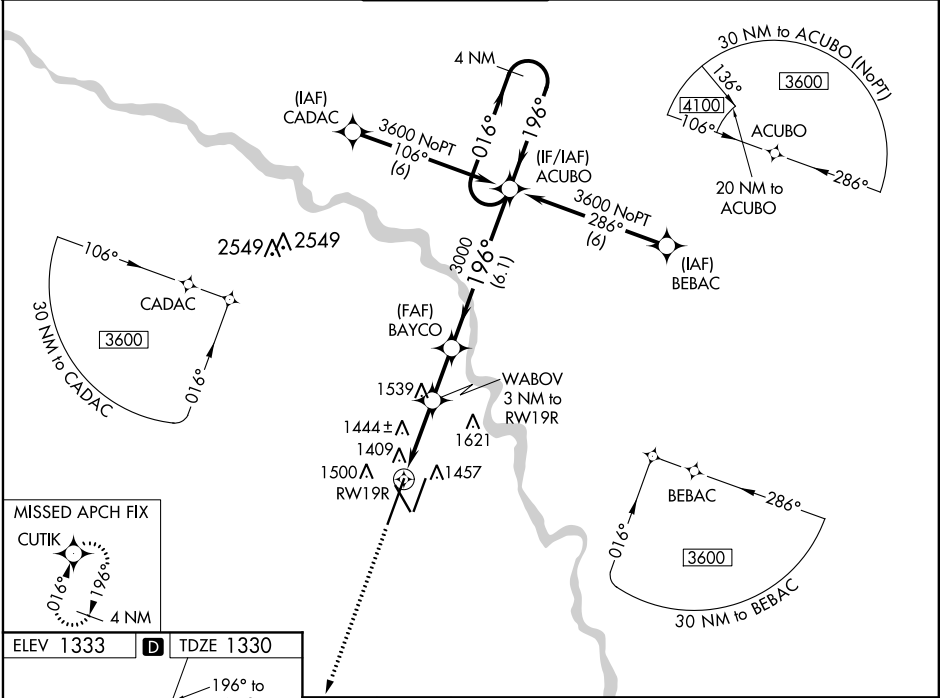 4 NM
(IAF)
CADAC
3600 NoPT
106°
(6)
016°
196°
(IF/IAF)
ACUBO
3600 NoPT
286°
(6)
(IAF)
BEBAC
30 NM to ACUBO (NoPT)
136°
3600
4100
106°
ACUBO
286°
20 NM to
ACUBO
2549
2549
3000
196°
(6.1)
106°
CADAC
3600
016°
30 NM to CADAC
(FAF)
BAYCO
1539
WABOV
3 NM to
RW19R
1444±
1621
1409
1500
1457
RW19R
BEBAC
286°
016°
3600
30 NM to BEBAC
MISSED APCH FIX
CUTIK
016°
196°
4 NM
ELEV 1333
D
TDZE 1330
196° to